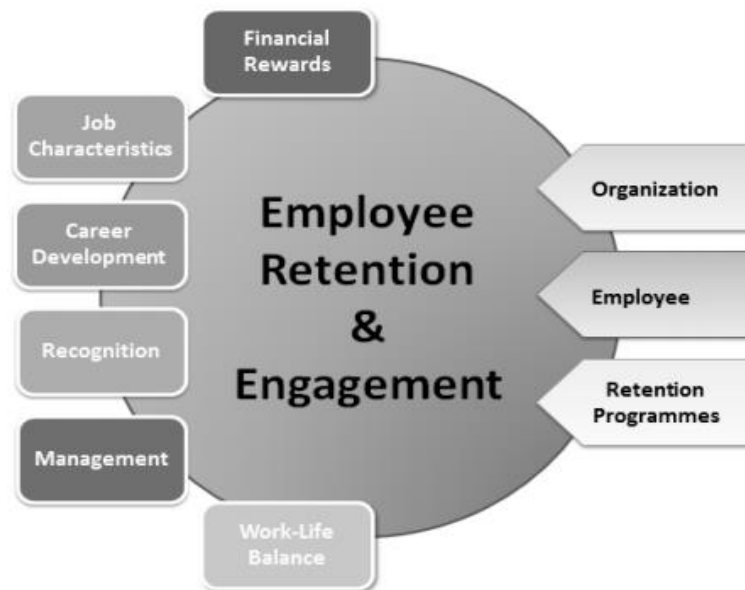 Financial
Rewards
Job
Characteristics
Career
Development
Recognition
Management
Work-Life
Balance
Employee
Retention
&
Engagement
Organization
Employee
Retention
Programmes